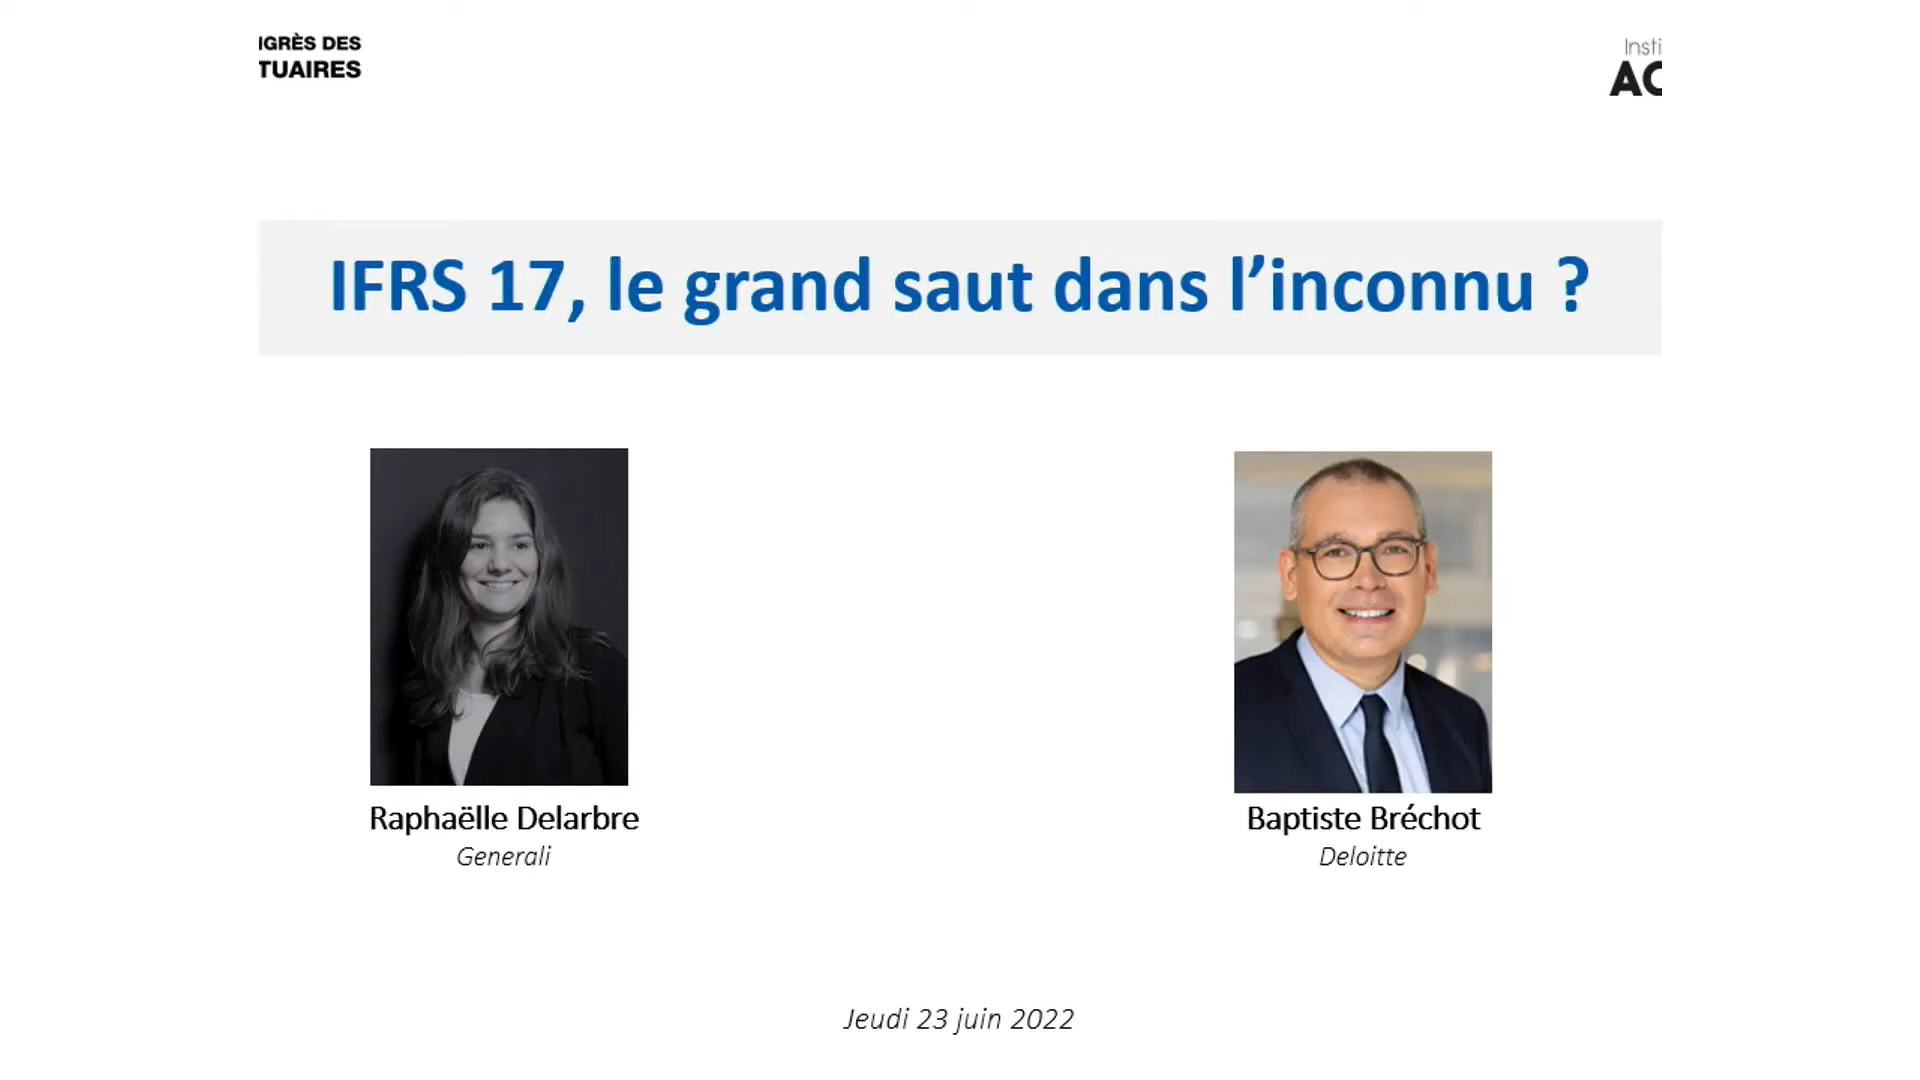 IGRÈS DES
TUAIRES
Insti
AC
IFRS 17, le grand saut dans l’inconnu ?
Raphaëlle Delarbre
Generali
Baptiste Bréchot
Deloitte
Jeudi 23 juin 2022